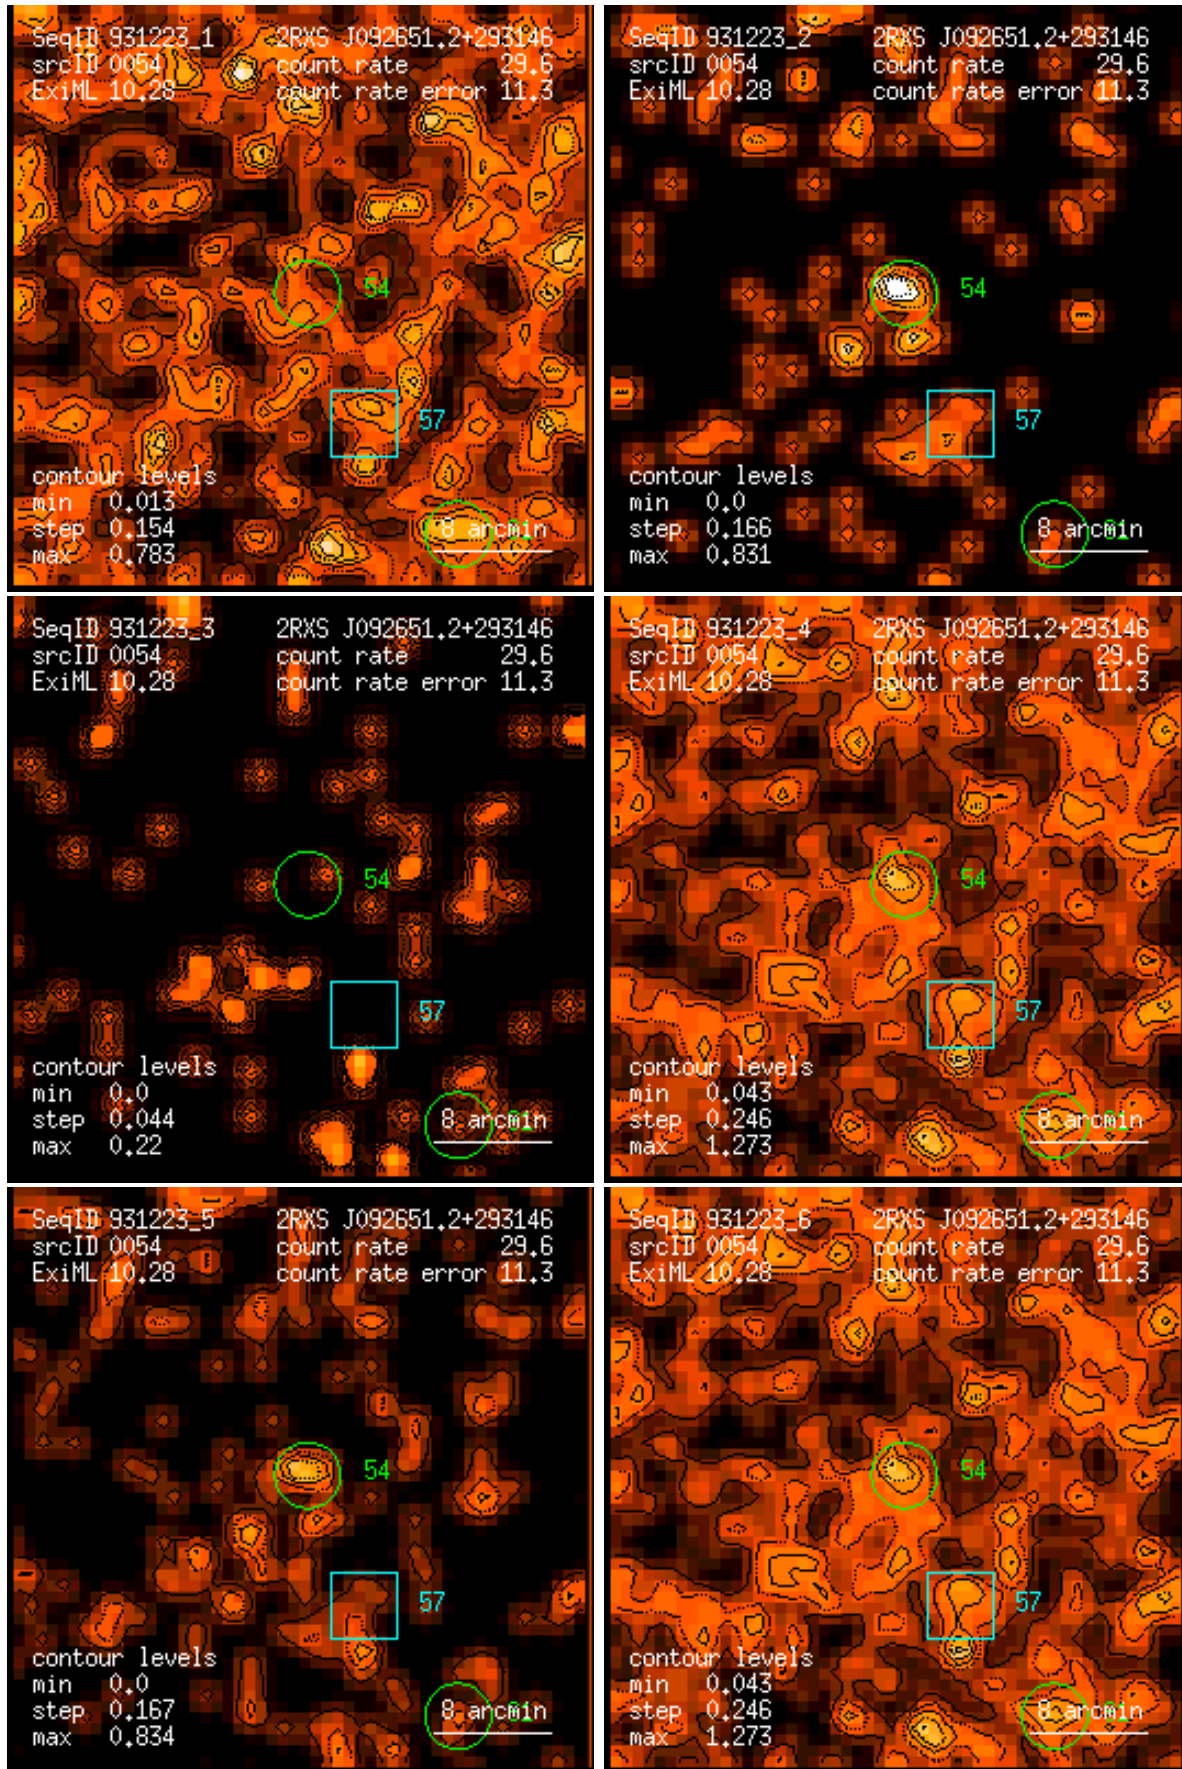 SeqID 931223_1 2RXS J092651.2+293146
srcID 0054 count rate 29.6
ExiML 10.28 count rate error 11.3
54
57
contour levels
min 0.013
step 0.154
max 0.783
8 arcmin
SeqID 931223_2 2RXS J092651.2+293146
srcID 0054 count rate 29.6
ExiML 10.28 count rate error 11.3
54
57
contour levels
min 0.0
step 0.166
max 0.831
8 arcmin
SeqID 931223_3 2RXS J092651.2+293146
srcID 0054 count rate 29.6
ExiML 10.28 count rate error 11.3
54
57
contour levels
min 0.0
step 0.044
max 0.22
8 arcmin
SeqID 931223_4 2RXS J092651.2+293146
srcID 0054 count rate 29.6
ExiML 10.28 count rate error 11.3
54
57
contour levels
min 0.043
step 0.246
max 1.273
8 arcmin
SeqID 931223_5 2RXS J092651.2+293146
srcID 0054 count rate 29.6
ExiML 10.28 count rate error 11.3
54
57
contour levels
min 0.0
step 0.167
max 0.834
8 arcmin
SeqID 931223_6 2RXS J092651.2+293146
srcID 0054 count rate 29.6
ExiML 10.28 count rate error 11.3
54
57
contour levels
min 0.043
step 0.246
max 1.273
8 arcmin